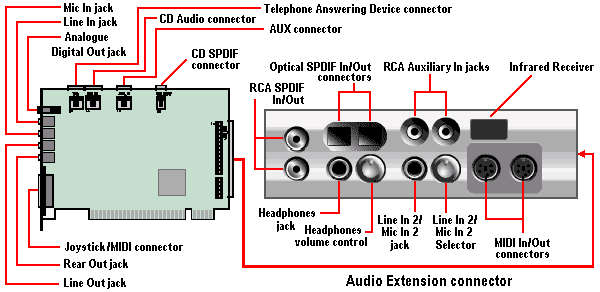 Mic In jack
Line In jack
Analogue
Digital Out jack
Telephone Answering Device connector
CD Audio connector
AUX connector
CD SPDIF
connector
RCA SPDIF
In/Out
Optical SPDIF In/Out
connectors
RCA Auxiliary In jacks
Infrared Receiver
Headphones
jack
Headphones
volume control
Line In 2/
Mic In 2
jack
Line In 2/
Mic In 2
Selector
MIDI In/Out
connectors
Joystick/MIDI connector
Rear Out jack
Line Out jack
Audio Extension connector